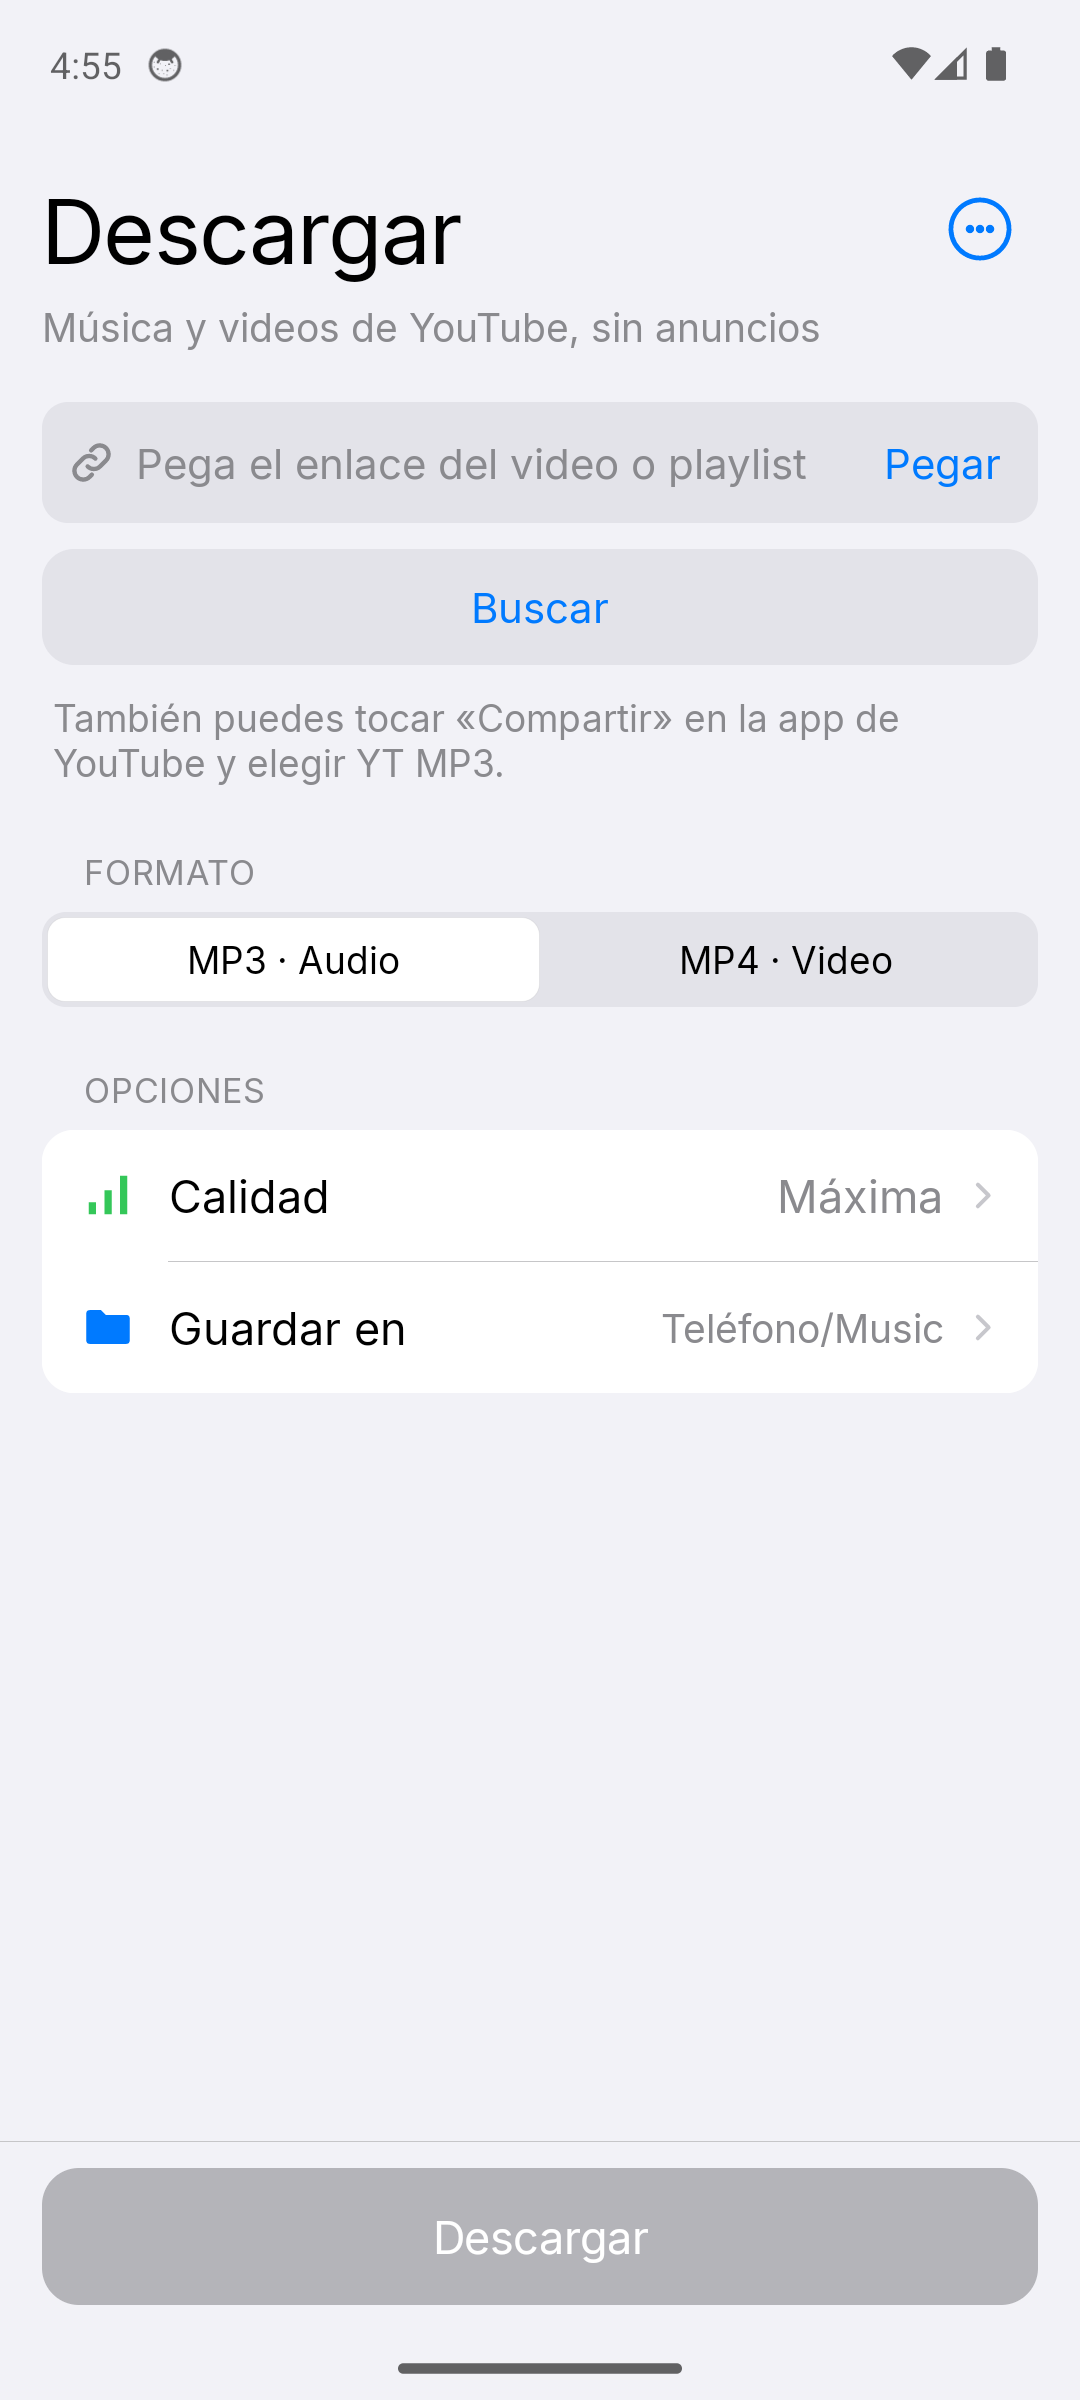 4:55
Descargar
Música y videos de YouTube, sin anuncios
Pega el enlace del video o playlist
Pegar
Buscar
También puedes tocar «Compartir» en la app de
YouTube y elegir YT MP3.
FORMATO
MP3 · Audio
MP4 · Video
OPCIONES
Calidad
Máxima
Guardar en
Teléfono/Music
Descargar